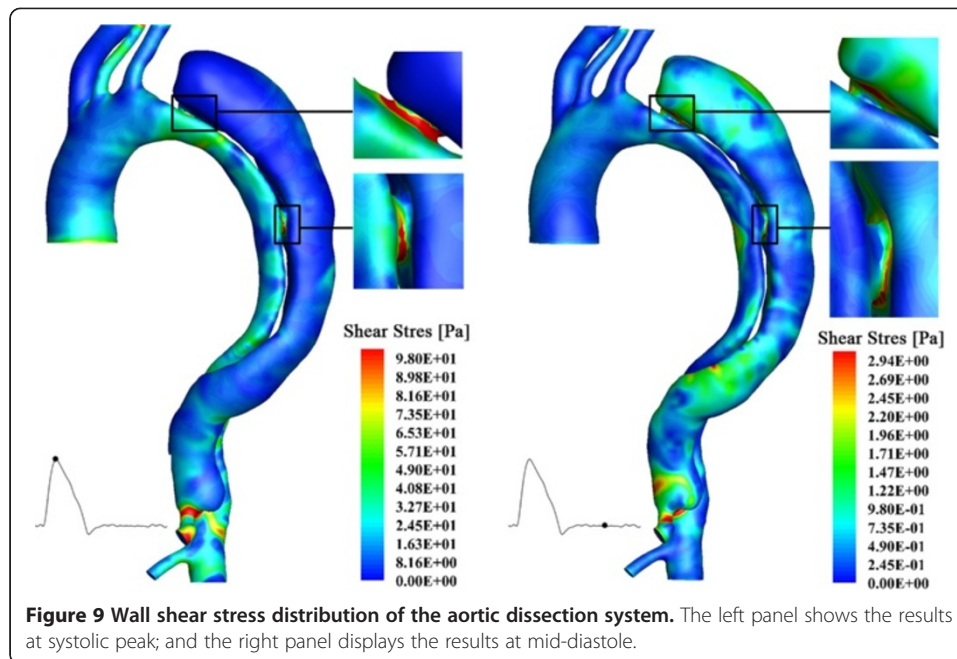 Shear Stres [Pa]
9.80E+01
8.98E+01
8.16E+01
7.35E+01
6.53E+01
5.71E+01
4.90E+01
4.08E+01
3.27E+01
2.45E+01
1.63E+01
8.16E+00
0.00E+00
Shear Stres [Pa]
2.94E+00
2.69E+00
2.45E+00
2.20E+00
1.96E+00
1.71E+00
1.47E+00
1.22E+00
9.80E-01
7.35E-01
4.90E-01
2.45E-01
0.00E+00
Figure 9 Wall shear stress distribution of the aortic dissection system. The left panel shows the results
at systolic peak; and the right panel displays the results at mid-diastole.